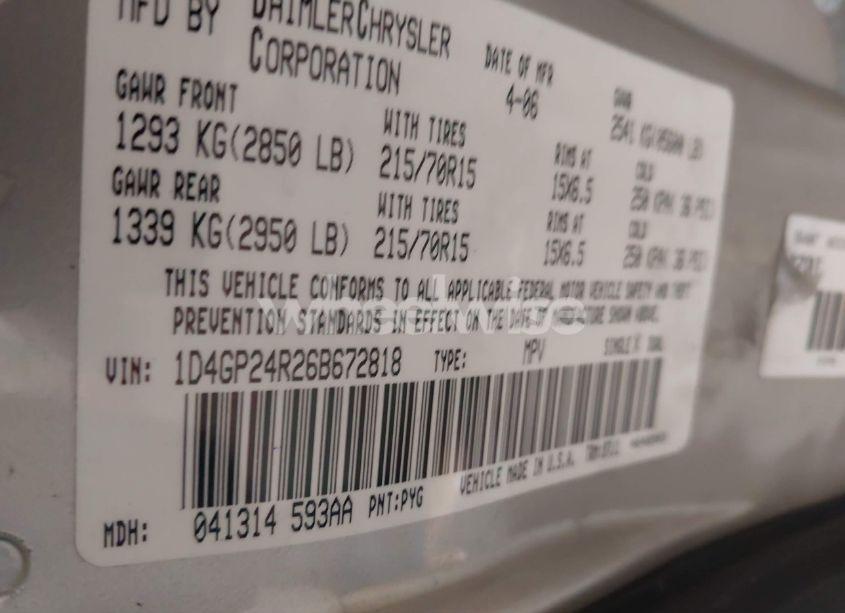 MFD BY DAIMLERCHRYSLER
CORPORATION
DATE OF MFR
4-06
GAWR FRONT
1293 KG(2850 LB)
WITH TIRES
215/70R15
RIMS AT
15X6.5
COLD
GAWR REAR
1339 KG(2950 LB)
WITH TIRES
215/70R15
RIMS AT
15X6.5
COLD
THIS VEHICLE CONFORMS TO ALL APPLICABLE FEDERAL MOTOR VEHICLE SAFETY AND THEFT
PREVENTION STANDARDS IN EFFECT ON THE DATE OF MANUFACTURE SHOWN ABOVE.
VIN: 1D4GP24R26B672818 TYPE: MPV
VEHICLE MADE IN U.S.A.
MDH: 041314 593AA PNT:PYG